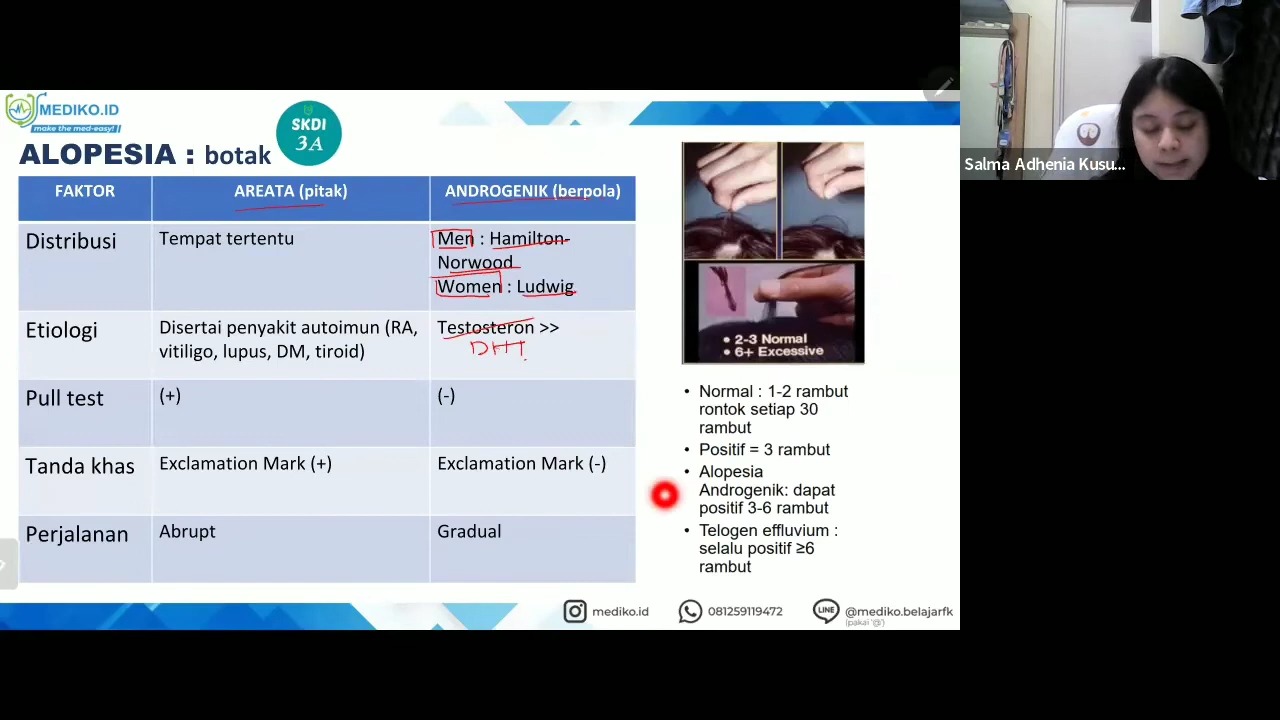 MEDIKO.ID
make the med-easy!
SKDI
3A
ALOPESIA : botak
FAKTOR
AREATA (pitak)
ANDROGENIK (berpola)
Distribusi
Tempat tertentu
Men : Hamilton-
Norwood
Women : Ludwig
Etiologi
Disertai penyakit autoimun (RA,
vitiligo, lupus, DM, tiroid)
Testosteron >>
DHT
Pull test
(+)
(-)
Tanda khas
Exclamation Mark (+)
Exclamation Mark (-)
Perjalanan
Abrupt
Gradual
• 2-3 Normal
• 6+ Excessive
• Normal : 1-2 rambut
rontok setiap 30
rambut
• Positif = 3 rambut
• Alopesia
Androgenik: dapat
positif 3-6 rambut
• Telogen effluvium :
selalu positif ≥6
rambut
mediko.id
081259119472
LINE
@mediko.belajarfk
(pakai '@')
Salma Adhenia Kusu...